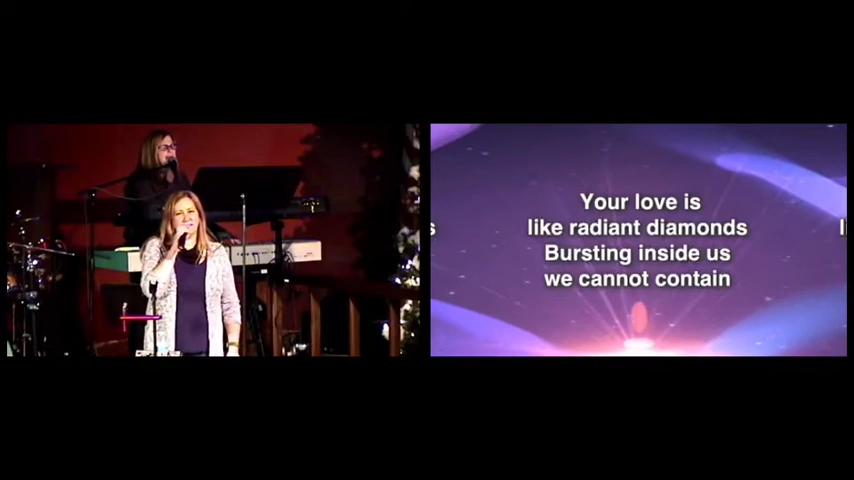 Your love is
like radiant diamonds
Bursting inside us
we cannot contain